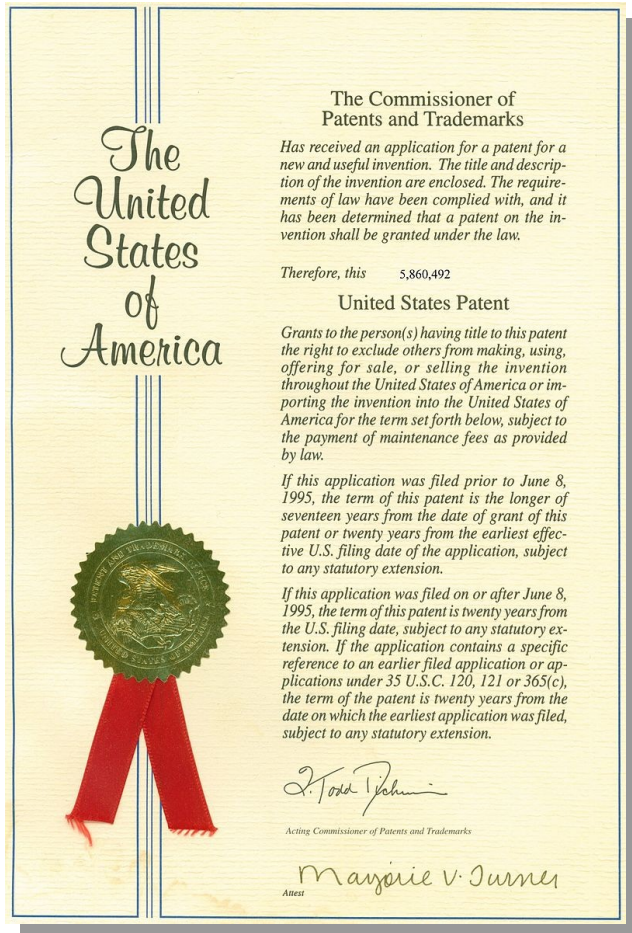 The
United
States
of
America
PATENT AND TRADEMARK OFFICE
UNITED STATES OF AMERICA
The Commissioner of
Patents and Trademarks
Has received an application for a patent for a
new and useful invention. The title and descrip-
tion of the invention are enclosed. The require-
ments of law have been complied with, and it
has been determined that a patent on the in-
vention shall be granted under the law.
Therefore, this 5,860,492
United States Patent
Grants to the person(s) having title to this patent
the right to exclude others from making, using,
offering for sale, or selling the invention
throughout the United States of America or im-
porting the invention into the United States of
America for the term set forth below, subject to
the payment of maintenance fees as provided
by law.
If this application was filed prior to June 8,
1995, the term of this patent is the longer of
seventeen years from the date of grant of this
patent or twenty years from the earliest effec-
tive U.S. filing date of the application, subject
to any statutory extension.
If this application was filed on or after June 8,
1995, the term of this patent is twenty years from
the U.S. filing date, subject to any statutory ex-
tension. If the application contains a specific
reference to an earlier filed application or ap-
plications under 35 U.S.C. 120, 121 or 365(c),
the term of the patent is twenty years from the
date on which the earliest application was filed,
subject to any statutory extension.
Q. Todd Dickinson
Acting Commissioner of Patents and Trademarks
Marjorie V. Turner
Attest